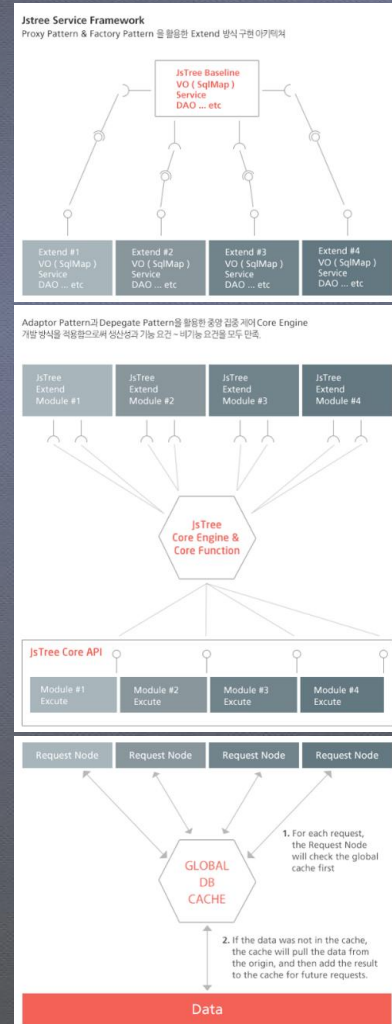 Jstree Service Framework
Proxy Pattern & Factory Pattern 을 활용한 Extend 방식 구현 아키텍쳐
JsTree Baseline
VO ( SqlMap )
Service
DAO ... etc
Extend #1
VO ( SqlMap )
Service
DAO ... etc
Extend #2
VO ( SqlMap )
Service
DAO ... etc
Extend #3
VO ( SqlMap )
Service
DAO ... etc
Extend #4
VO ( SqlMap )
Service
DAO ... etc
Adaptor Pattern과 Depegate Pattern을 활용한 중앙 집중 제어 Core Engine
개발 방식을 적용함으로써 생산성과 기능 요건 ~ 비기능 요건을 모두 만족.
JsTree
Extend
Module #1
JsTree
Extend
Module #2
JsTree
Extend
Module #3
JsTree
Extend
Module #4
JsTree
Core Engine &
Core Function
JsTree Core API
Module #1
Excute
Module #2
Excute
Module #3
Excute
Module #4
Excute
Request Node
Request Node
Request Node
Request Node
GLOBAL
DB
CACHE
1. For each request,
the Request Node
will check the global
cache first
2. If the data was not in the cache,
the cache will pull the data from
the origin, and then add the result
to the cache for future requests.
Data